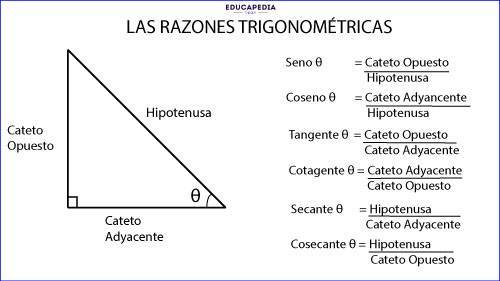 EDUCAPEDIA
LAS RAZONES TRIGONOMÉTRICAS
Cateto
Opuesto
Hipotenusa
θ
Cateto
Adyacente
Seno θ = Cateto Opuesto
Hipotenusa
Coseno θ = Cateto Adyancente
Hipotenusa
Tangente θ = Cateto Opuesto
Cateto Adyacente
Cotagente θ = Cateto Adyacente
Cateto Opuesto
Secante θ = Hipotenusa
Cateto Adyacente
Cosecante θ = Hipotenusa
Cateto Opuesto